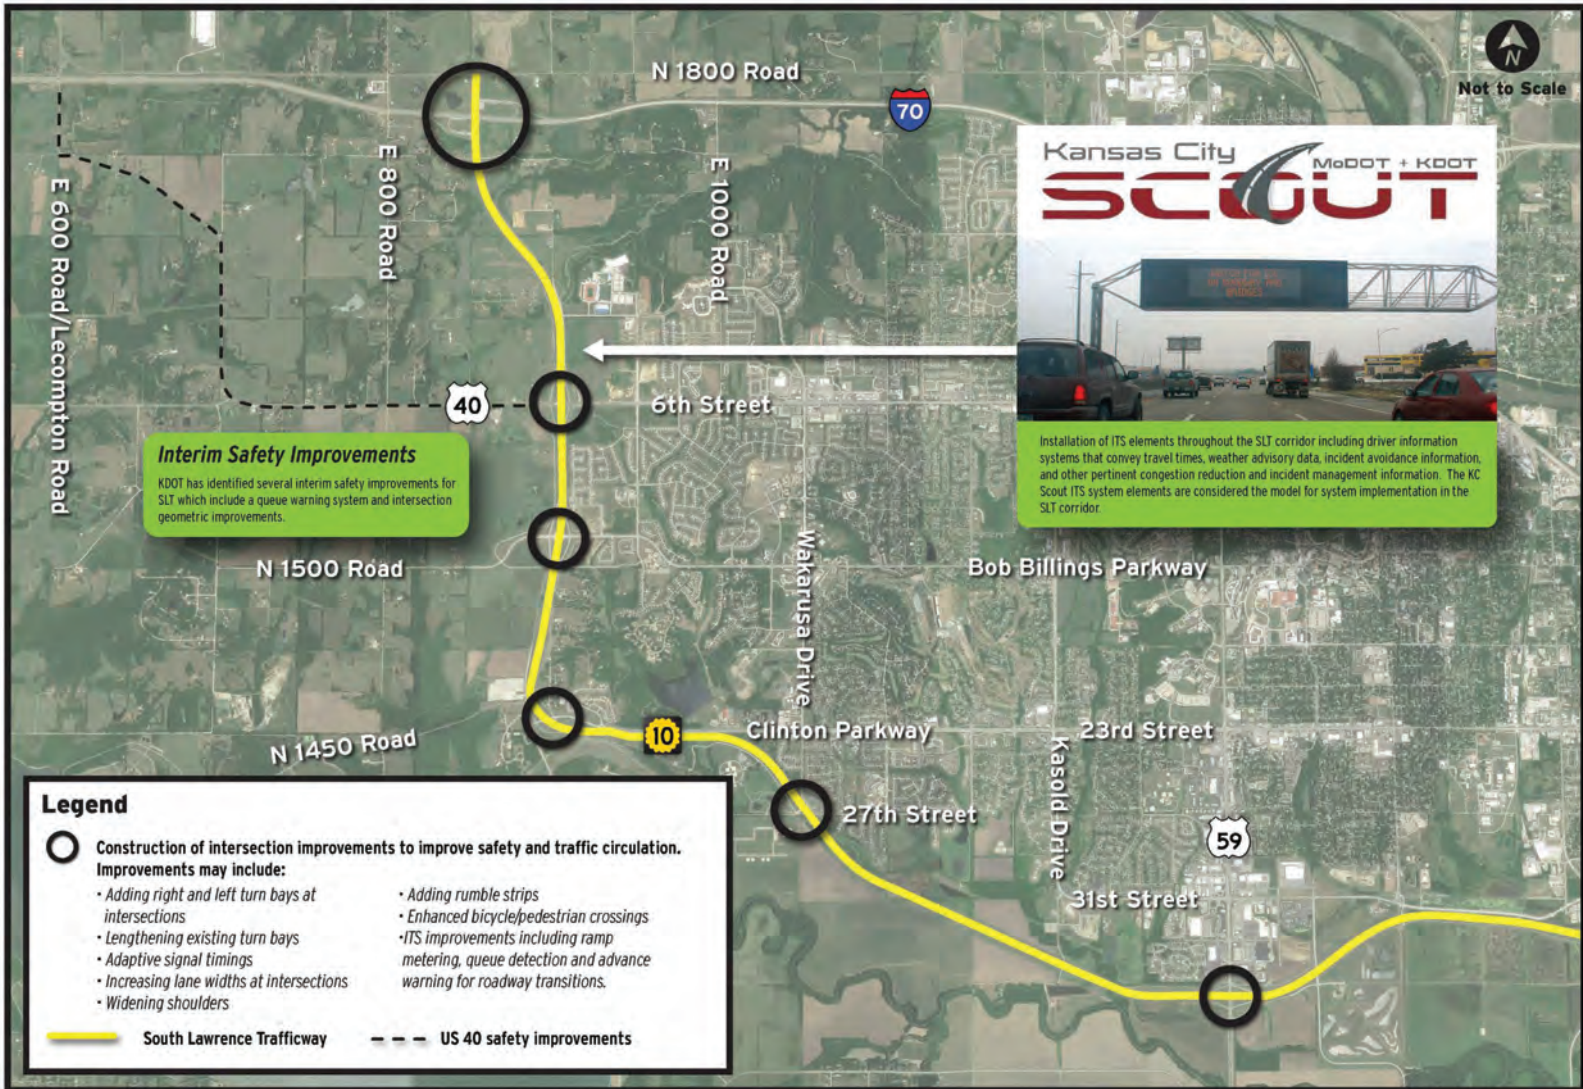 N 1800 Road
N
Not to Scale
70
Kansas City
MoDOT + KDOT
SCOUT
E 600 Road/Lecompton Road
E 800 Road
E 1000 Road
40
6th Street
Interim Safety Improvements
KDOT has identified several interim safety improvements for
SLT which include a queue warning system and intersection
geometric improvements.
Installation of ITS elements throughout the SLT corridor including driver information
systems that convey travel times, weather advisory data, incident avoidance information,
and other pertinent congestion reduction and incident management information. The KC
Scout ITS system elements are considered the model for system implementation in the
SLT corridor.
N 1500 Road
Wakarusa Drive
Bob Billings Parkway
N 1450 Road
10
Clinton Parkway
23rd Street
Kasold Drive
27th Street
59
31st Street
Legend
Construction of intersection improvements to improve safety and traffic circulation.
Improvements may include:
• Adding right and left turn bays at
intersections
• Lengthening existing turn bays
• Adaptive signal timings
• Increasing lane widths at intersections
• Widening shoulders
• Adding rumble strips
• Enhanced bicycle/pedestrian crossings
•ITS improvements including ramp
metering, queue detection and advance
warning for roadway transitions.
South Lawrence Trafficway
US 40 safety improvements